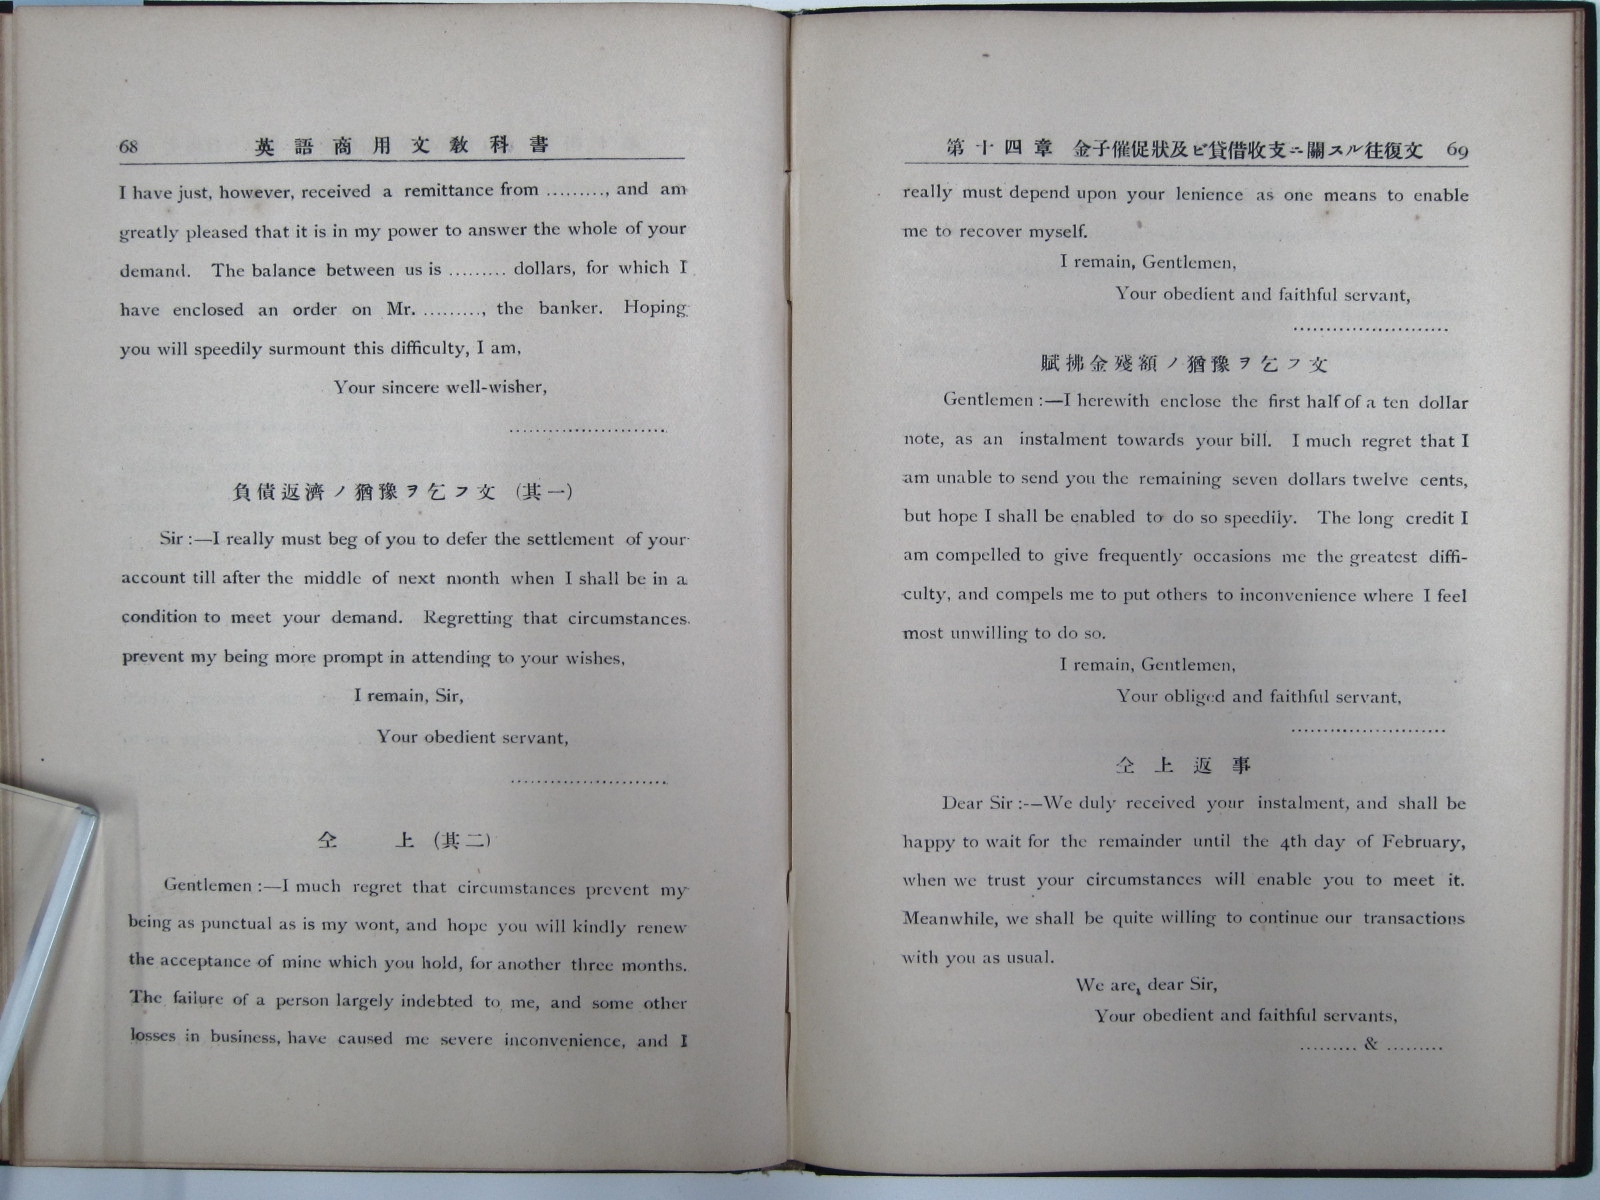 68 英語商用文敎科書
I have just, however, received a remittance from ........., and am
greatly pleased that it is in my power to answer the whole of your
demand. The balance between us is ......... dollars, for which I
have enclosed an order on Mr. ........., the banker. Hoping
you will speedily surmount this difficulty, I am,
Your sincere well-wisher,
.........................
負債返濟ノ猶豫ヲ乞フ文 (其一)
Sir:—I really must beg of you to defer the settlement of your
account till after the middle of next month when I shall be in a
condition to meet your demand. Regretting that circumstances
prevent my being more prompt in attending to your wishes,
I remain, Sir,
Your obedient servant,
.........................
仝 上 (其二)
Gentlemen:—I much regret that circumstances prevent my
being as punctual as is my wont, and hope you will kindly renew
the acceptance of mine which you hold, for another three months.
The failure of a person largely indebted to me, and some other
losses in business, have caused me severe inconvenience, and I
第十四章 金子催促狀及ビ貸借收支ニ關スル往復文 69
really must depend upon your lenience as one means to enable
me to recover myself.
I remain, Gentlemen,
Your obedient and faithful servant,
.........................
賦拂金殘額ノ猶豫ヲ乞フ文
Gentlemen:—I herewith enclose the first half of a ten dollar
note, as an instalment towards your bill. I much regret that I
am unable to send you the remaining seven dollars twelve cents,
but hope I shall be enabled to do so speedily. The long credit I
am compelled to give frequently occasions me the greatest diffi-
culty, and compels me to put others to inconvenience where I feel
most unwilling to do so.
I remain, Gentlemen,
Your obliged and faithful servant,
.........................
仝上返事
Dear Sir:--—We duly received your instalment, and shall be
happy to wait for the remainder until the 4th day of February,
when we trust your circumstances will enable you to meet it.
Meanwhile, we shall be quite willing to continue our transactions
with you as usual.
We are, dear Sir,
Your obedient and faithful servants,
......... & .........